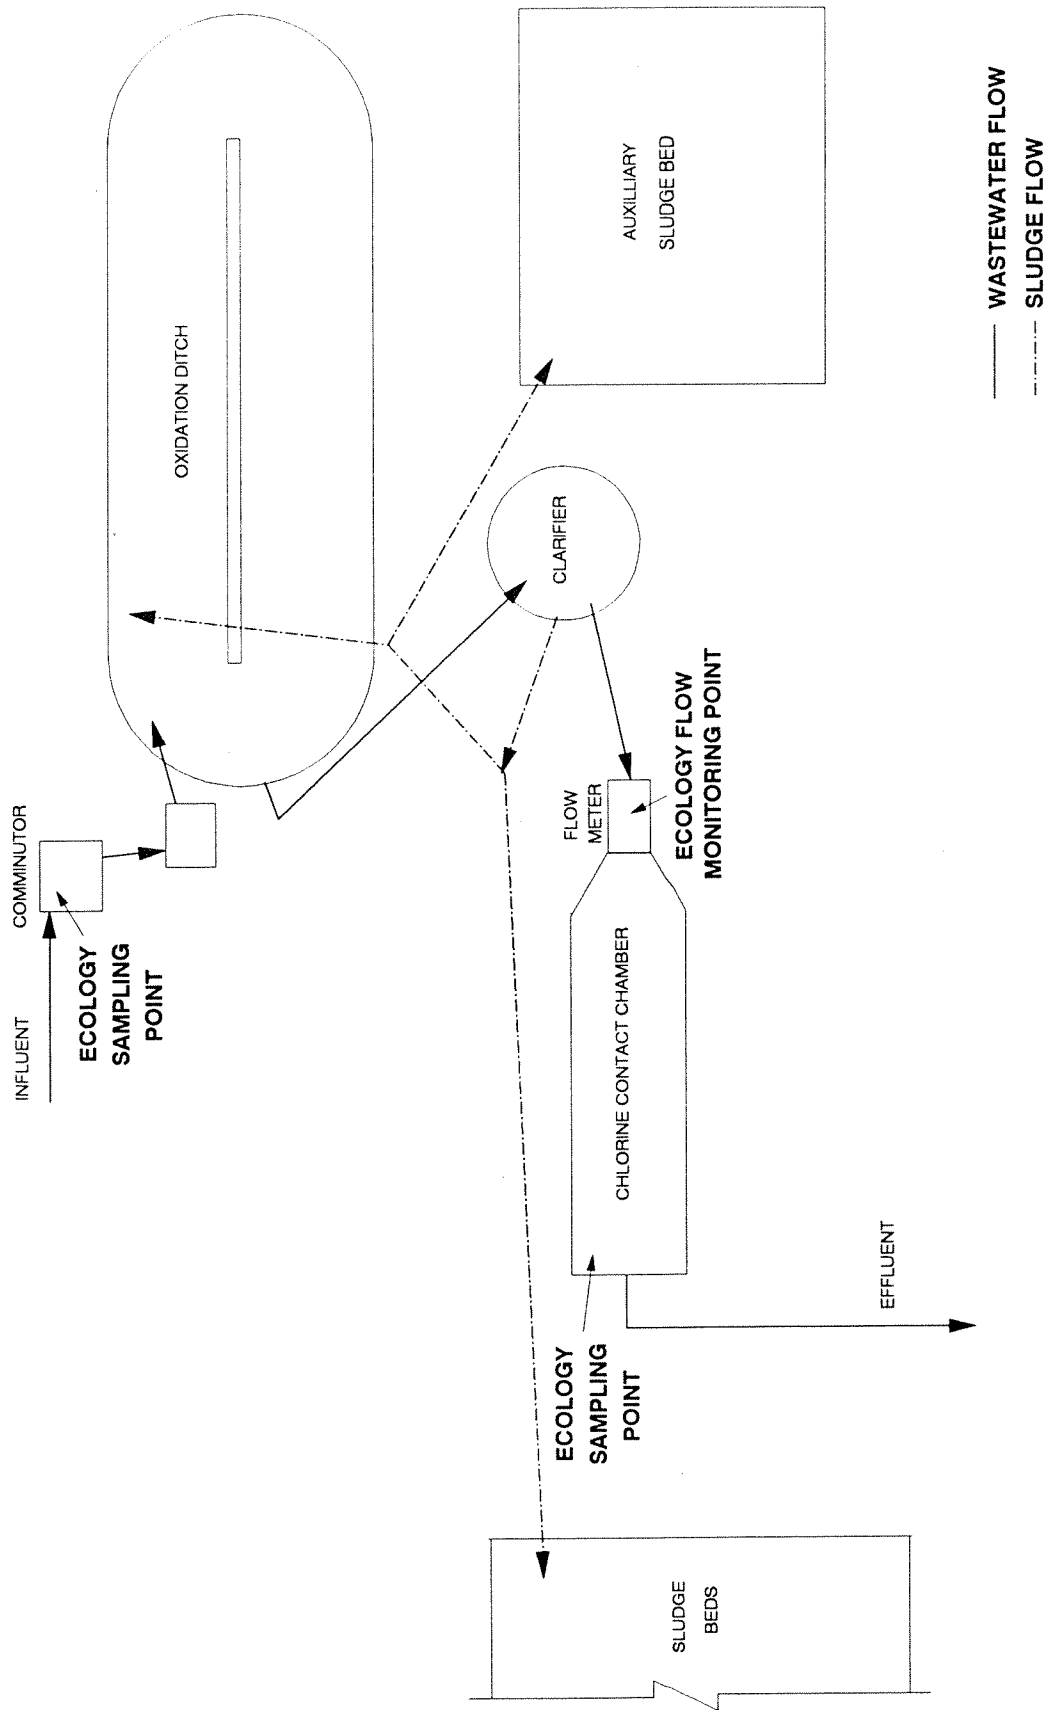 INFLUENT
COMMINUTOR
ECOLOGY
SAMPLING
POINT
OXIDATION DITCH
AUXILLIARY
SLUDGE BED
CLARIFIER
FLOW
METER
ECOLOGY FLOW
MONITORING POINT
CHLORINE CONTACT CHAMBER
ECOLOGY
SAMPLING
POINT
EFFLUENT
SLUDGE
BEDS
WASTEWATER FLOW
SLUDGE FLOW